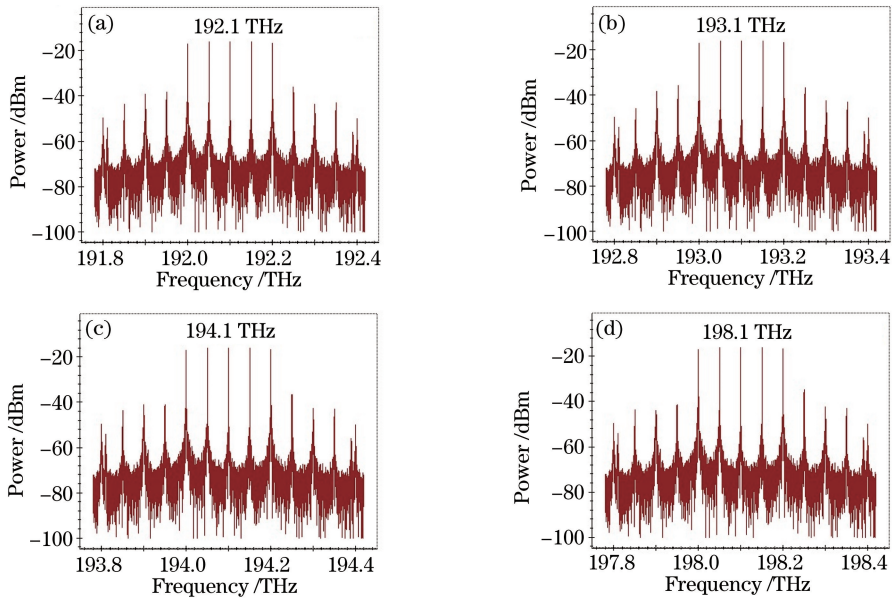 (a)
192.1 THz
Power /dBm
−20
−40
−60
−80
−100
191.8 192.0 192.2 192.4
Frequency /THz
(b)
193.1 THz
Power /dBm
−20
−40
−60
−80
−100
192.8 193.0 193.2 193.4
Frequency /THz
(c)
194.1 THz
Power /dBm
−20
−40
−60
−80
−100
193.8 194.0 194.2 194.4
Frequency /THz
(d)
198.1 THz
Power /dBm
−20
−40
−60
−80
−100
197.8 198.0 198.2 198.4
Frequency /THz